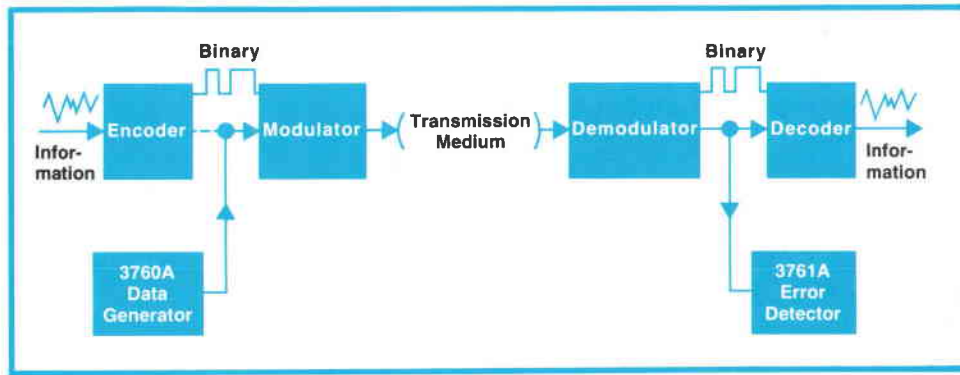 Binary
Binary
Encoder
Modulator
Transmission
Medium
Demodulator
Decoder
Infor-
mation
Infor-
mation
3760A
Data
Generator
3761A
Error
Detector